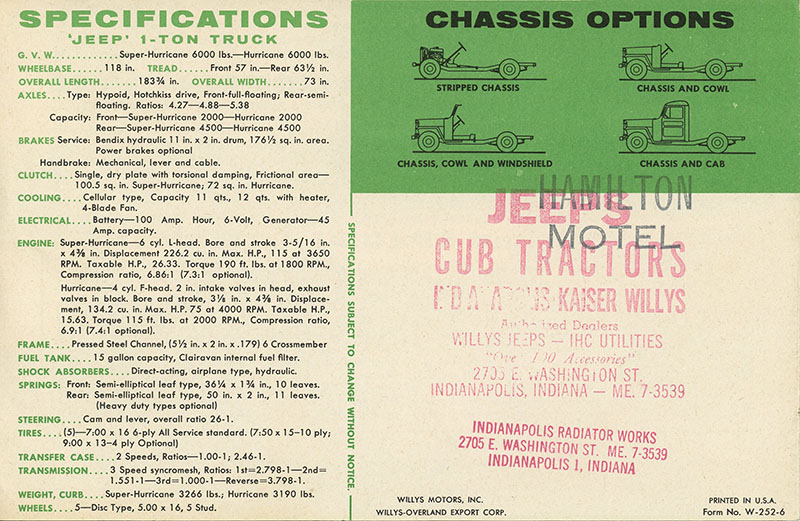 SPECIFICATIONS
'JEEP' 1-TON TRUCK
G. V. W.............Super-Hurricane 6000 lbs.—Hurricane 6000 lbs.
WHEELBASE......118 in. TREAD......Front 57 in.—Rear 63½ in.
OVERALL LENGTH......183¾ in. OVERALL WIDTH.......73 in.
AXLES....Type: Hypoid, Hotchkiss drive, Front-full-floating; Rear-semi-
floating. Ratios: 4.27—4.88—5.38
Capacity: Front—Super-Hurricane 2000—Hurricane 2000
Rear—Super-Hurricane 4500—Hurricane 4500
BRAKES Service: Bendix hydraulic 11 in. x 2 in. drum, 176½ sq. in. area.
Power brakes optional
Handbrake: Mechanical, lever and cable.
CLUTCH....Single, dry plate with torsional damping, Frictional area—
100.5 sq. in. Super-Hurricane; 72 sq. in. Hurricane.
COOLING....Cellular type, Capacity 11 qts., 12 qts. with heater,
4-Blade Fan.
ELECTRICAL....Battery—100 Amp. Hour, 6-Volt, Generator—45
Amp. capacity.
ENGINE: Super-Hurricane—6 cyl. L-head. Bore and stroke 3-5/16 in.
x 4⅜ in. Displacement 226.2 cu. in. Max. H.P., 115 at 3650
RPM. Taxable H.P., 26.33. Torque 190 ft. lbs. at 1800 RPM.,
Compression ratio, 6.86:1 (7.3:1 optional).
Hurricane—4 cyl. F-head. 2 in. intake valves in head, exhaust
valves in block. Bore and stroke, 3⅛ in. x 4⅜ in. Displace-
ment, 134.2 cu. in. Max. H.P. 75 at 4000 RPM. Taxable H.P.,
15.63, Torque 115 ft. lbs. at 2000 RPM., Compression ratio,
6.9:1 (7.4:1 optional).
FRAME....Pressed Steel Channel, (5½ in. x 2 in. x .179) 6 Crossmember
FUEL TANK....15 gallon capacity, Clairavan internal fuel filter.
SHOCK ABSORBERS....Direct-acting, airplane type, hydraulic.
SPRINGS: Front: Semi-elliptical leaf type, 36¼ x 1¾ in., 10 leaves.
Rear: Semi-elliptical leaf type, 50 in. x 2 in., 11 leaves.
(Heavy duty types optional)
STEERING....Cam and lever, overall ratio 26-1.
TIRES....(5)—7:00 x 16 6-ply All Service standard. (7:50 x 15–10 ply;
9:00 x 13–4 ply Optional)
TRANSFER CASE....2 Speeds, Ratios—1.00-1; 2.46-1.
TRANSMISSION....3 Speed syncromesh, Ratios: 1st=2.798-1—2nd=
1.551-1—3rd=1.000-1—Reverse=3.798-1.
WEIGHT, CURB....Super-Hurricane 3266 lbs.; Hurricane 3190 lbs.
WHEELS....5—Disc Type, 5.00 x 16, 5 Stud.
SPECIFICATIONS SUBJECT TO CHANGE WITHOUT NOTICE.
CHASSIS OPTIONS
STRIPPED CHASSIS
CHASSIS AND COWL
CHASSIS, COWL AND WINDSHIELD
CHASSIS AND CAB
HAMILTON
JEEPS
MOTEL
CUB TRACTORS
KAISER WILLYS
Authorized Dealers
WILLYS JEEPS — IHC UTILITIES
"Over 100 Accessories"
2705 E. WASHINGTON ST.
INDIANAPOLIS, INDIANA — ME. 7-3539
INDIANAPOLIS RADIATOR WORKS
2705 E. WASHINGTON ST. ME. 7-3539
INDIANAPOLIS 1, INDIANA
WILLYS MOTORS, INC.
WILLYS-OVERLAND EXPORT CORP.
PRINTED IN U.S.A.
Form No. W-252-6